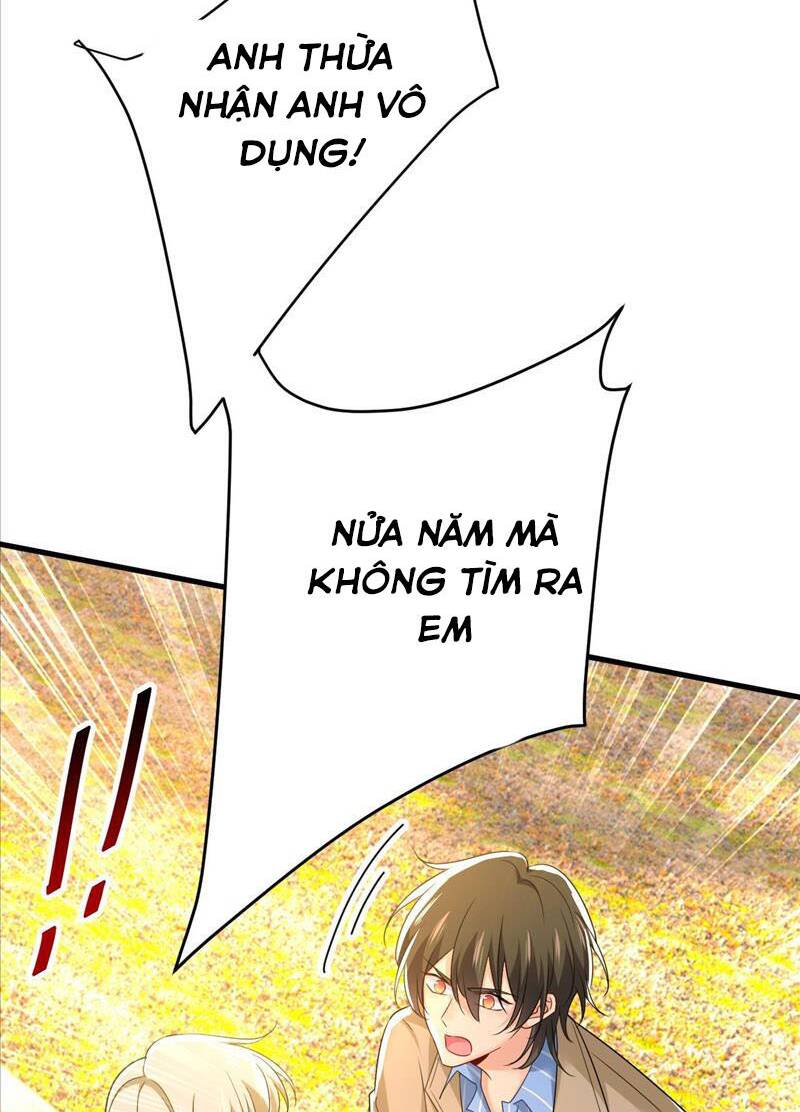 ANH THỪA
NHẬN ANH VÔ
DỤNG!
NỬA NĂM MÀ
KHÔNG TÌM RA
EM
!!